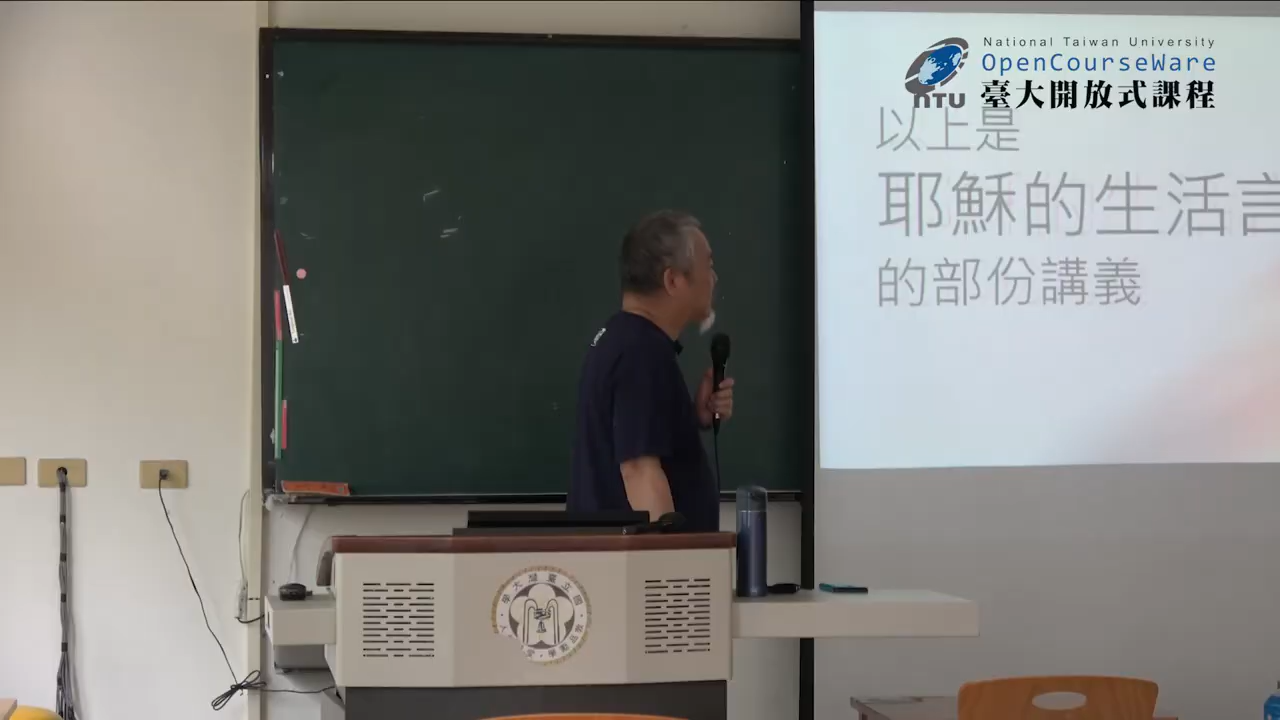 National Taiwan University
OpenCourseWare
臺大開放式課程
NTU
以上是
耶穌的生活言
的部份講義